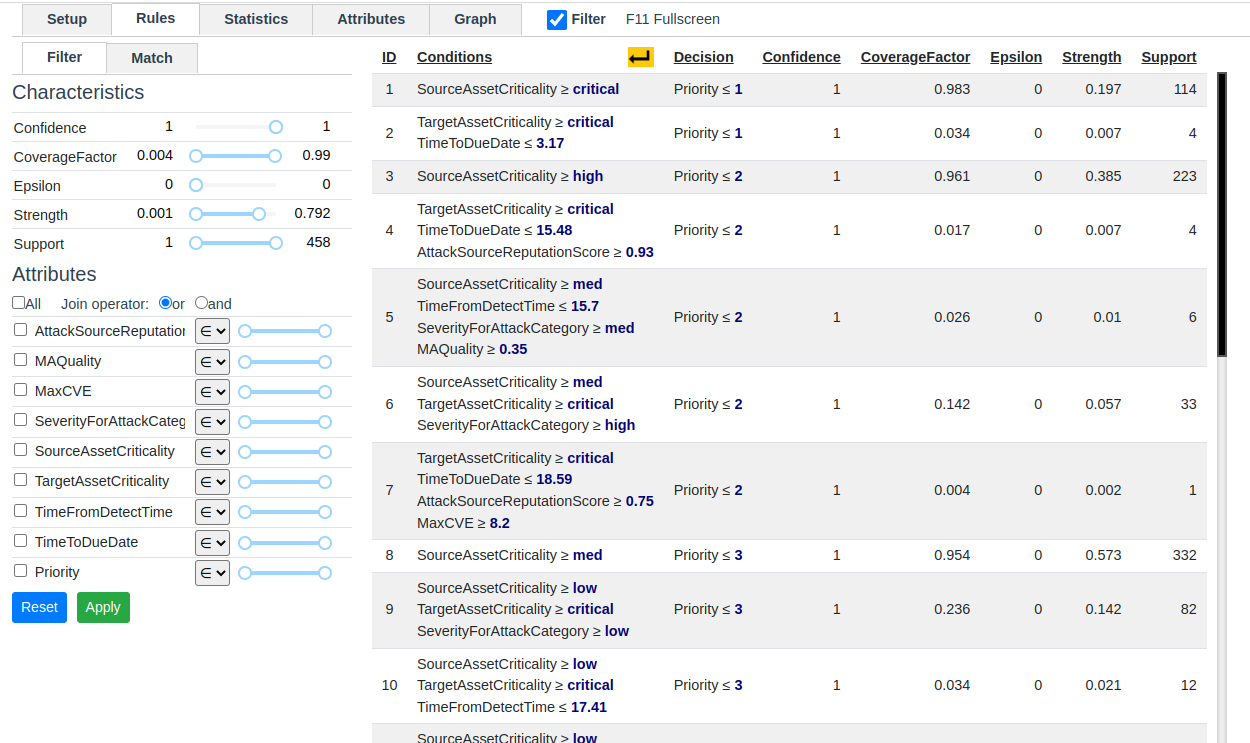 Setup Rules Statistics Attributes Graph Filter F11 Fullscreen
Filter Match
Characteristics
Confidence 1 1
CoverageFactor 0.004 0.99
Epsilon 0 0
Strength 0.001 0.792
Support 1 458
Attributes
All Join operator: or and
AttackSourceReputation ∈
MAQuality ∈
MaxCVE ∈
SeverityForAttackCateg ∈
SourceAssetCriticality ∈
TargetAssetCriticality ∈
TimeFromDetectTime ∈
TimeToDueDate ∈
Priority ∈
Reset Apply
ID Conditions Decision Confidence CoverageFactor Epsilon Strength Support
1 SourceAssetCriticality ≥ critical Priority ≤ 1 1 0.983 0 0.197 114
TargetAssetCriticality ≥ critical
2 Priority ≤ 1 1 0.034 0 0.007 4
TimeToDueDate ≤ 3.17
3 SourceAssetCriticality ≥ high Priority ≤ 2 1 0.961 0 0.385 223
TargetAssetCriticality ≥ critical
4 TimeToDueDate ≤ 15.48 Priority ≤ 2 1 0.017 0 0.007 4
AttackSourceReputationScore ≥ 0.93
SourceAssetCriticality ≥ med
TimeFromDetectTime ≤ 15.7
5 Priority ≤ 2 1 0.026 0 0.01 6
SeverityForAttackCategory ≥ med
MAQuality ≥ 0.35
SourceAssetCriticality ≥ med
6 TargetAssetCriticality ≥ critical Priority ≤ 2 1 0.142 0 0.057 33
SeverityForAttackCategory ≥ high
TargetAssetCriticality ≥ critical
TimeToDueDate ≤ 18.59
7 Priority ≤ 2 1 0.004 0 0.002 1
AttackSourceReputationScore ≥ 0.75
MaxCVE ≥ 8.2
8 SourceAssetCriticality ≥ med Priority ≤ 3 1 0.954 0 0.573 332
SourceAssetCriticality ≥ low
9 TargetAssetCriticality ≥ critical Priority ≤ 3 1 0.236 0 0.142 82
SeverityForAttackCategory ≥ low
SourceAssetCriticality ≥ low
10 TargetAssetCriticality ≥ critical Priority ≤ 3 1 0.034 0 0.021 12
TimeFromDetectTime ≤ 17.41
SourceAssetCriticality ≥ low